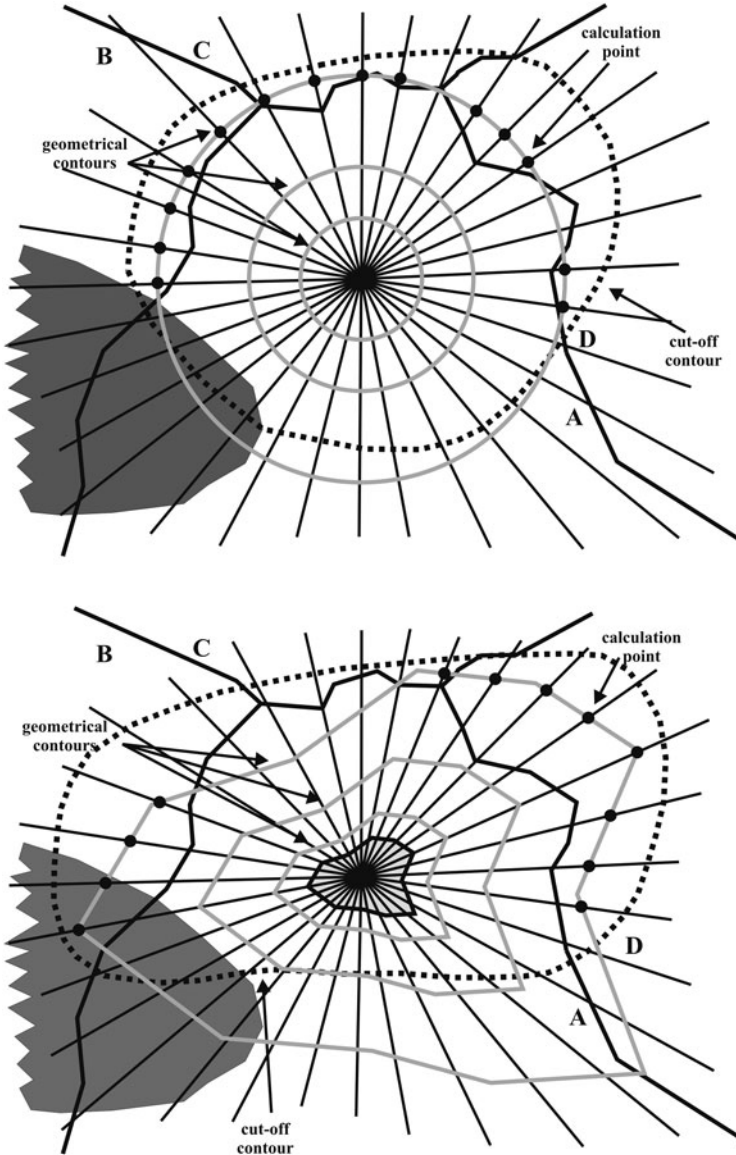 B
C
calculation
point
geometrical
contours
D
cut-off
contour
A
B
C
calculation
point
geometrical
contours
D
A
cut-off
contour